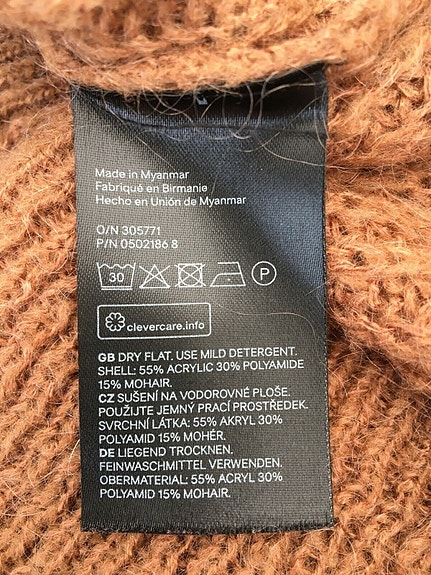 Made in Myanmar
Fabriqué en Birmanie
Hecho en Unión de Myanmar
O/N 305771
P/N 0502186 8
30 P
clevercare.info
GB DRY FLAT. USE MILD DETERGENT.
SHELL: 55% ACRYLIC 30% POLYAMIDE
15% MOHAIR.
CZ SUŠENÍ NA VODOROVNÉ PLOŠE.
POUŽIJTE JEMNÝ PRACÍ PROSTŘEDEK.
SVRCHNÍ LÁTKA: 55% AKRYL 30%
POLYAMID 15% MOHÉR.
DE LIEGEND TROCKNEN.
FEINWASCHMITTEL VERWENDEN.
OBERMATERIAL: 55% ACRYL 30%
POLYAMID 15% MOHAIR.